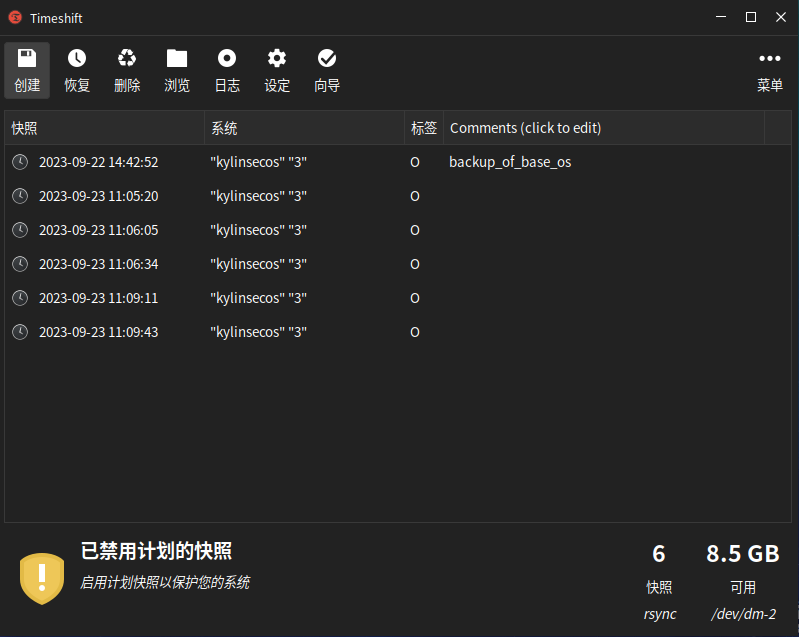 Timeshift
创建 恢复 删除 浏览 日志 设定 向导 菜单
快照 系统 标签 Comments (click to edit)
2023-09-22 14:42:52 "kylinsecos" "3" O backup_of_base_os
2023-09-23 11:05:20 "kylinsecos" "3" O
2023-09-23 11:06:05 "kylinsecos" "3" O
2023-09-23 11:06:34 "kylinsecos" "3" O
2023-09-23 11:09:11 "kylinsecos" "3" O
2023-09-23 11:09:43 "kylinsecos" "3" O
已禁用计划的快照
启用计划快照以保护您的系统
6 8.5 GB
快照 可用
rsync /dev/dm-2